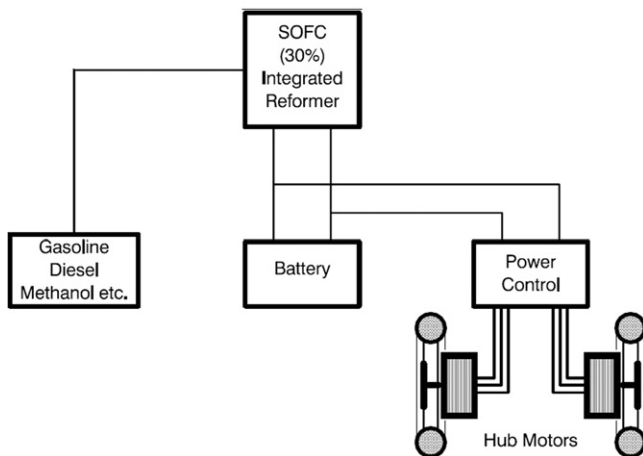 SOFC
(30%)
Integrated
Reformer
Gasoline
Diesel
Methanol etc.
Battery
Power
Control
Hub Motors